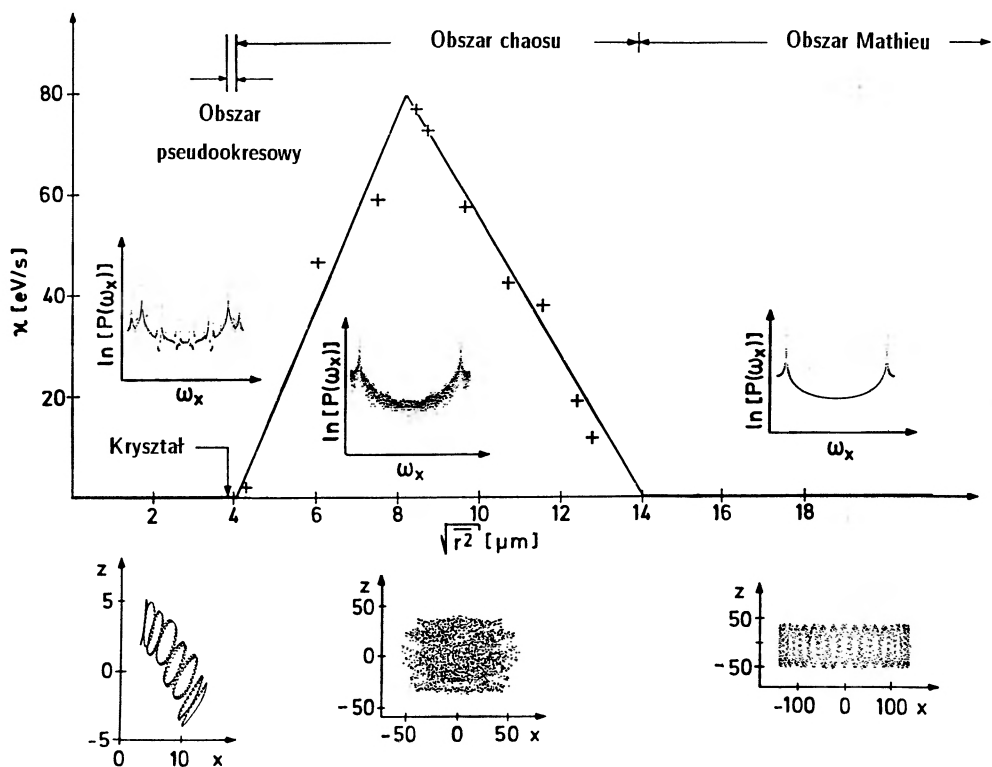 Obszar chaosu
Obszar Mathieu
Obszar
pseudookresowy
80
60
40
20
ϰ [eV/s]
ln [P(ωx)]
ωx
ln [P(ωx)]
ωx
ln [P(ωx)]
ωx
Kryształ
2 4 6 8 10 12 14 16 18
√r² [μm]
z
5
0
-5
0 10 x
z
50
0
-50
-50 0 50 x
z
50
-50
-100 0 100 x